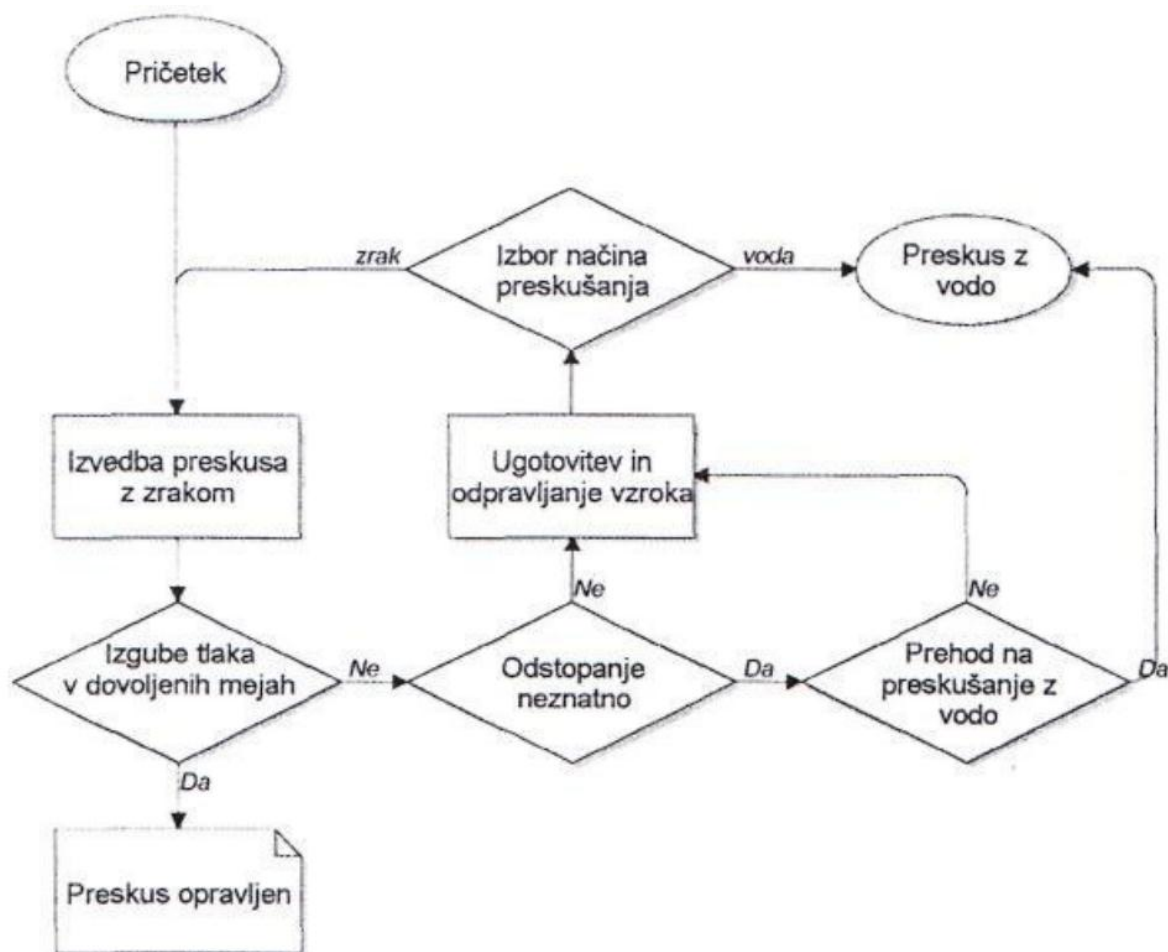 Pričetek
zrak
Izbor načina
preskušanja
voda
Preskus z
vodo
Izvedba preskusa
z zrakom
Ugotovitev in
odpravljanje vzroka
Ne
Ne
Izgube tlaka
v dovoljenih mejah
Ne
Odstopanje
neznatno
Da
Prehod na
preskušanje z
vodo
Da
Da
Preskus opravljen